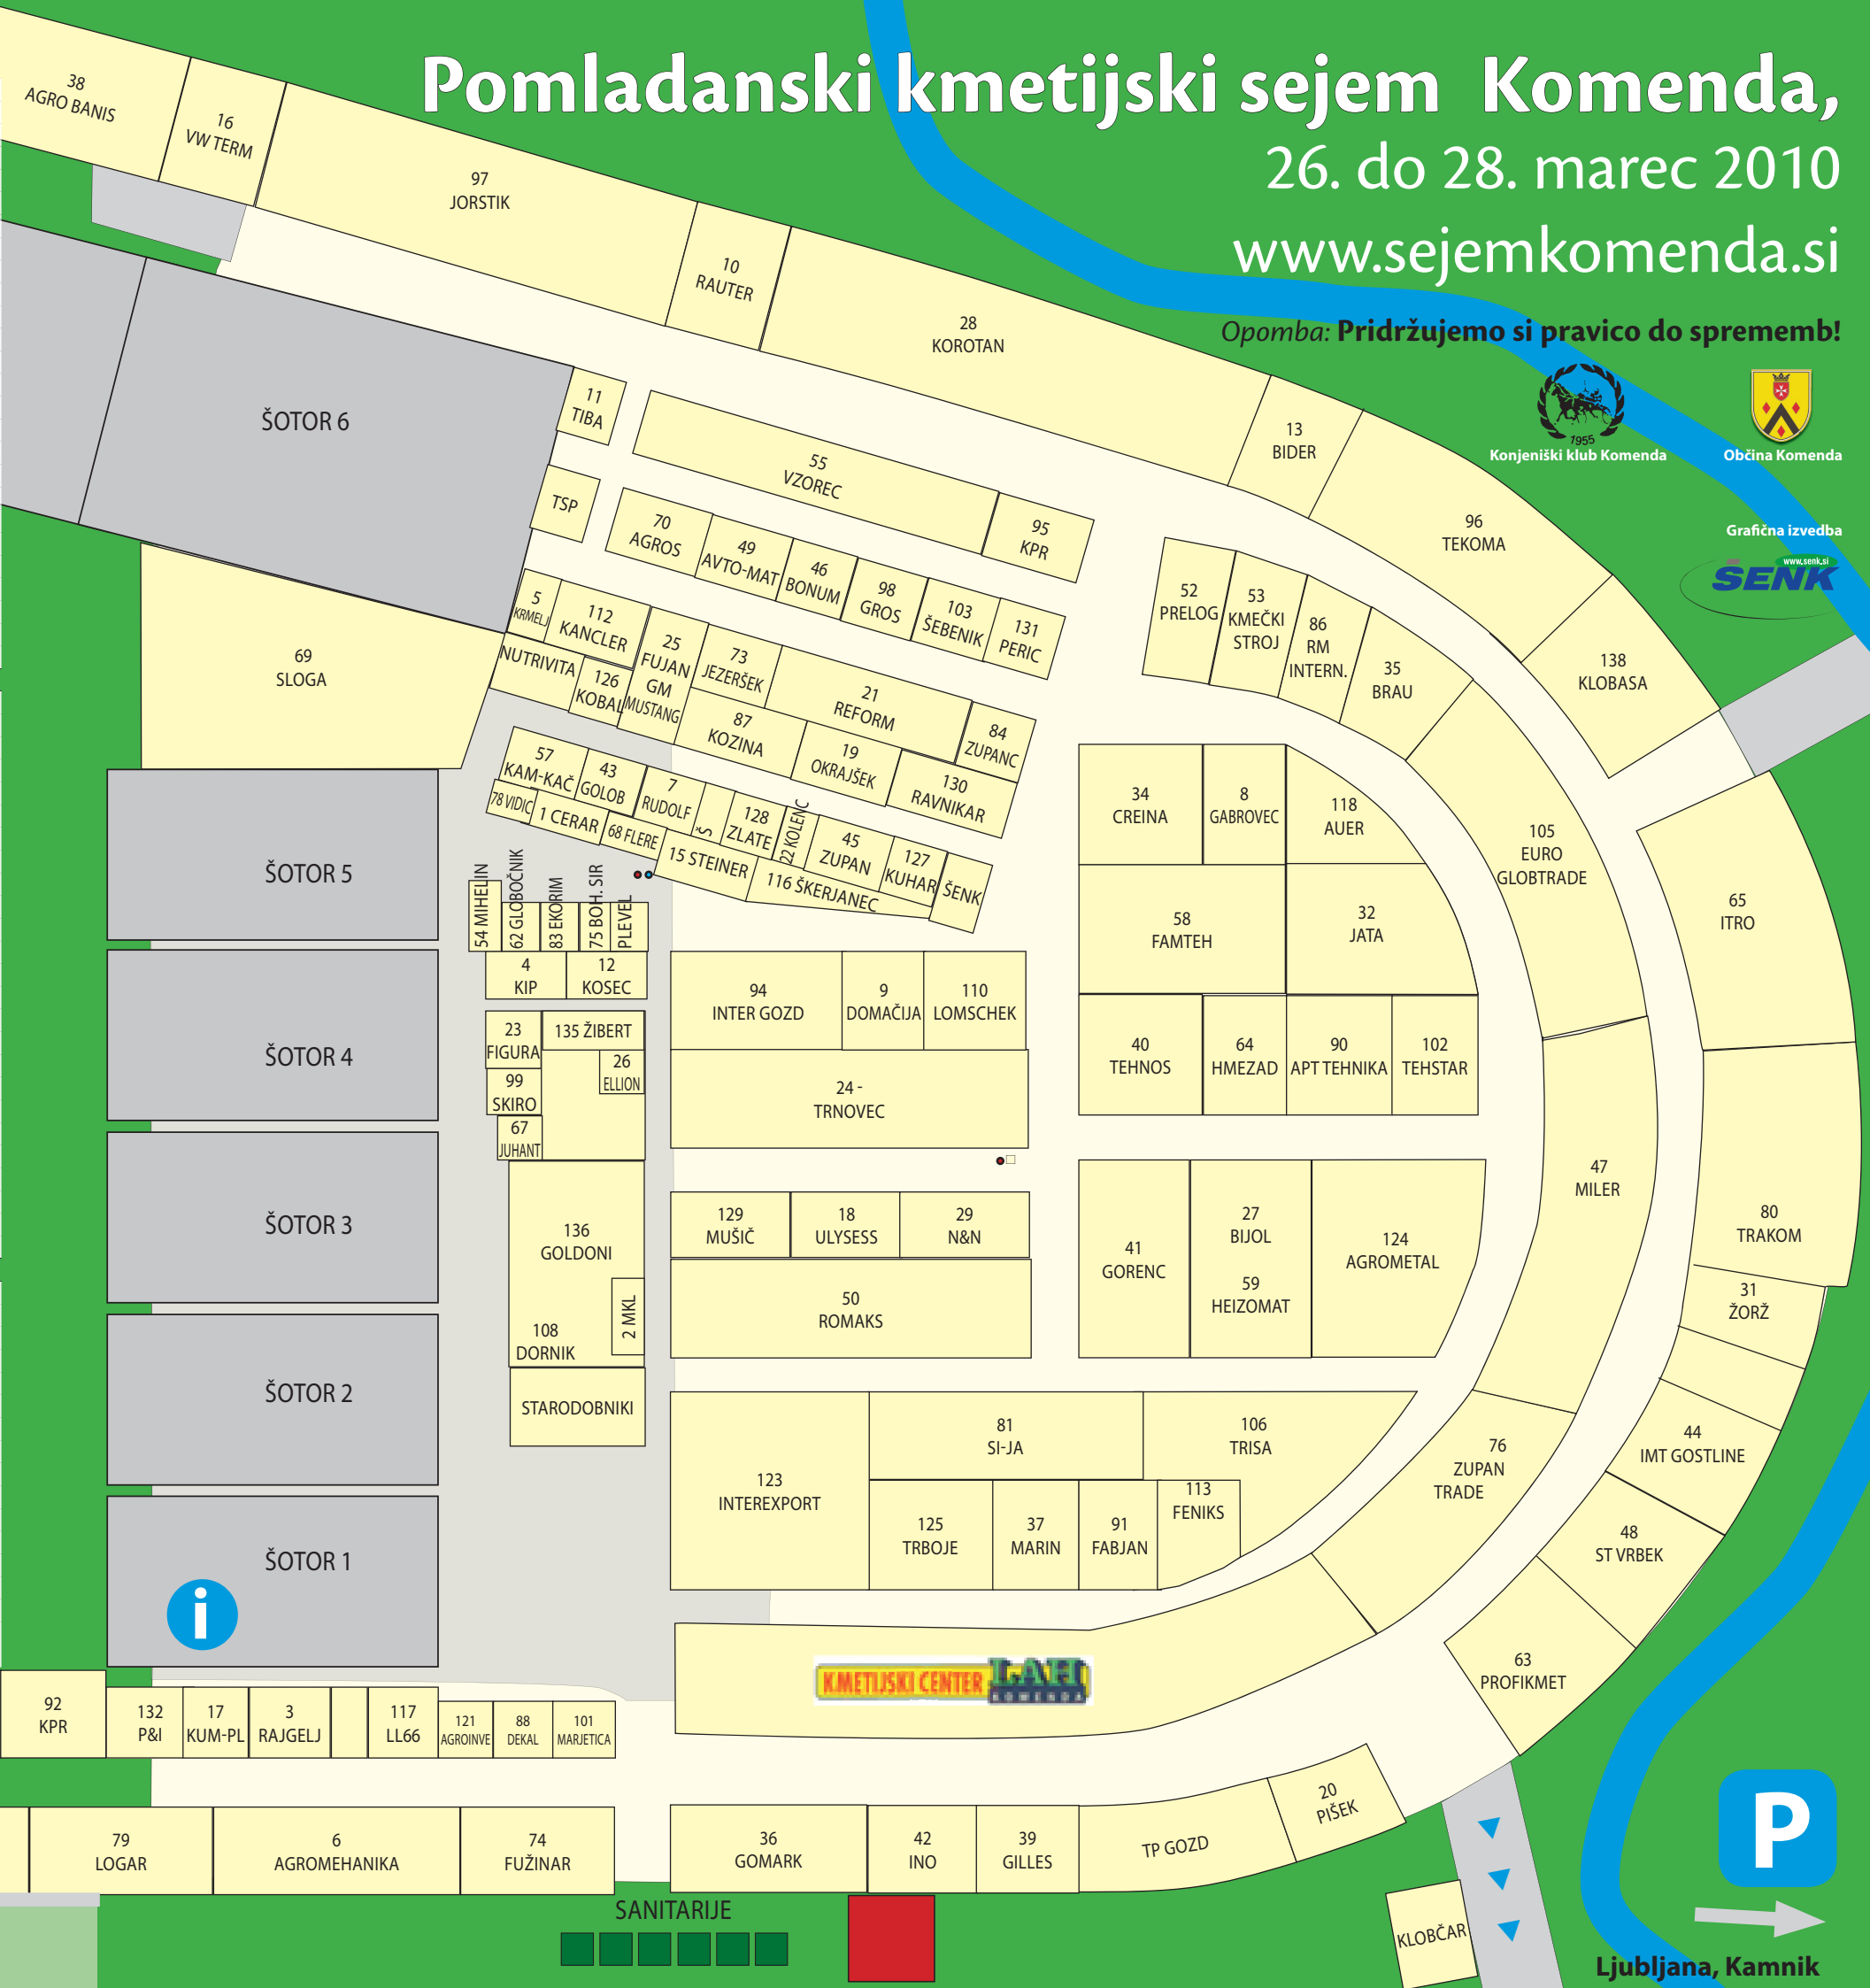 Pomladanski kmetijski sejem Komenda,
26. do 28. marec 2010
www.sejemkomenda.si
Opomba: Pridržujemo si pravico do sprememb!
1955
Konjeniški klub Komenda
Občina Komenda
Grafična izvedba
www.senk.si
ŠENK
38
AGRO BANIS
16
VW TERM
97
JORSTIK
10
RAUTER
28
KOROTAN
13
BIDER
96
TEKOMA
138
KLOBASA
ŠOTOR 6
11
TIBA
TSP
55
VZOREC
95
KPR
70
AGROS
49
AVTO-MAT
46
BONUM
98
GROS
103
ŠEBENIK
131
PERIC
52
PRELOG
53
KMEČKI
STROJ
86
RM
INTERN.
35
BRAU
69
SLOGA
5
KRMELJ
112
KANCLER
NUTRIVITA
126
KOBAL
25
FUJAN
GM
MUSTANG
73
JEZERŠEK
21
REFORM
84
ZUPANC
87
KOZINA
19
OKRAJŠEK
130
RAVNIKAR
57
KAM-KAČ
43
GOLOB
7
RUDOLF
Š
128
ZLATE
22 KOLENC
45
ZUPAN
127
KUHAR
ŠENK
78 VIDIC
1 CERAR
68 FLERE
15 STEINER
116 ŠKERJANEC
34
CREINA
8
GABROVEC
118
AUER
105
EURO
GLOBTRADE
65
ITRO
ŠOTOR 5
54 MIHELIN
62 GLOBOČNIK
83 EKORIM
75 BOH. SIR
PLEVEL
58
FAMTEH
32
JATA
4
KIP
12
KOSEC
94
INTER GOZD
9
DOMAČIJA
110
LOMSCHEK
ŠOTOR 4
23
FIGURA
135 ŽIBERT
26
ELLION
99
SKIRO
67
JUHANT
24 -
TRNOVEC
40
TEHNOS
64
HMEZAD
90
APT TEHNIKA
102
TEHSTAR
47
MILER
80
TRAKOM
ŠOTOR 3
136
GOLDONI
129
MUŠIČ
18
ULYSESS
29
N&N
41
GORENC
27
BIJOL
59
HEIZOMAT
124
AGROMETAL
31
ŽORŽ
2 MKL
108
DORNIK
50
ROMAKS
ŠOTOR 2
STARODOBNIKI
123
INTEREXPORT
81
SI-JA
106
TRISA
76
ZUPAN
TRADE
44
IMT GOSTLINE
125
TRBOJE
37
MARIN
91
FABJAN
113
FENIKS
48
ST VRBEK
ŠOTOR 1
i
KMETIJSKI CENTER LAH
63
PROFIKMET
92
KPR
132
P&I
17
KUM-PL
3
RAJGELJ
117
LL66
121
AGROINVE
88
DEKAL
101
MARJETICA
79
LOGAR
6
AGROMEHANIKA
74
FUŽINAR
36
GOMARK
42
INO
39
GILLES
TP GOZD
20
PIŠEK
P
SANITARIJE
KLOBČAR
Ljubljana, Kamnik